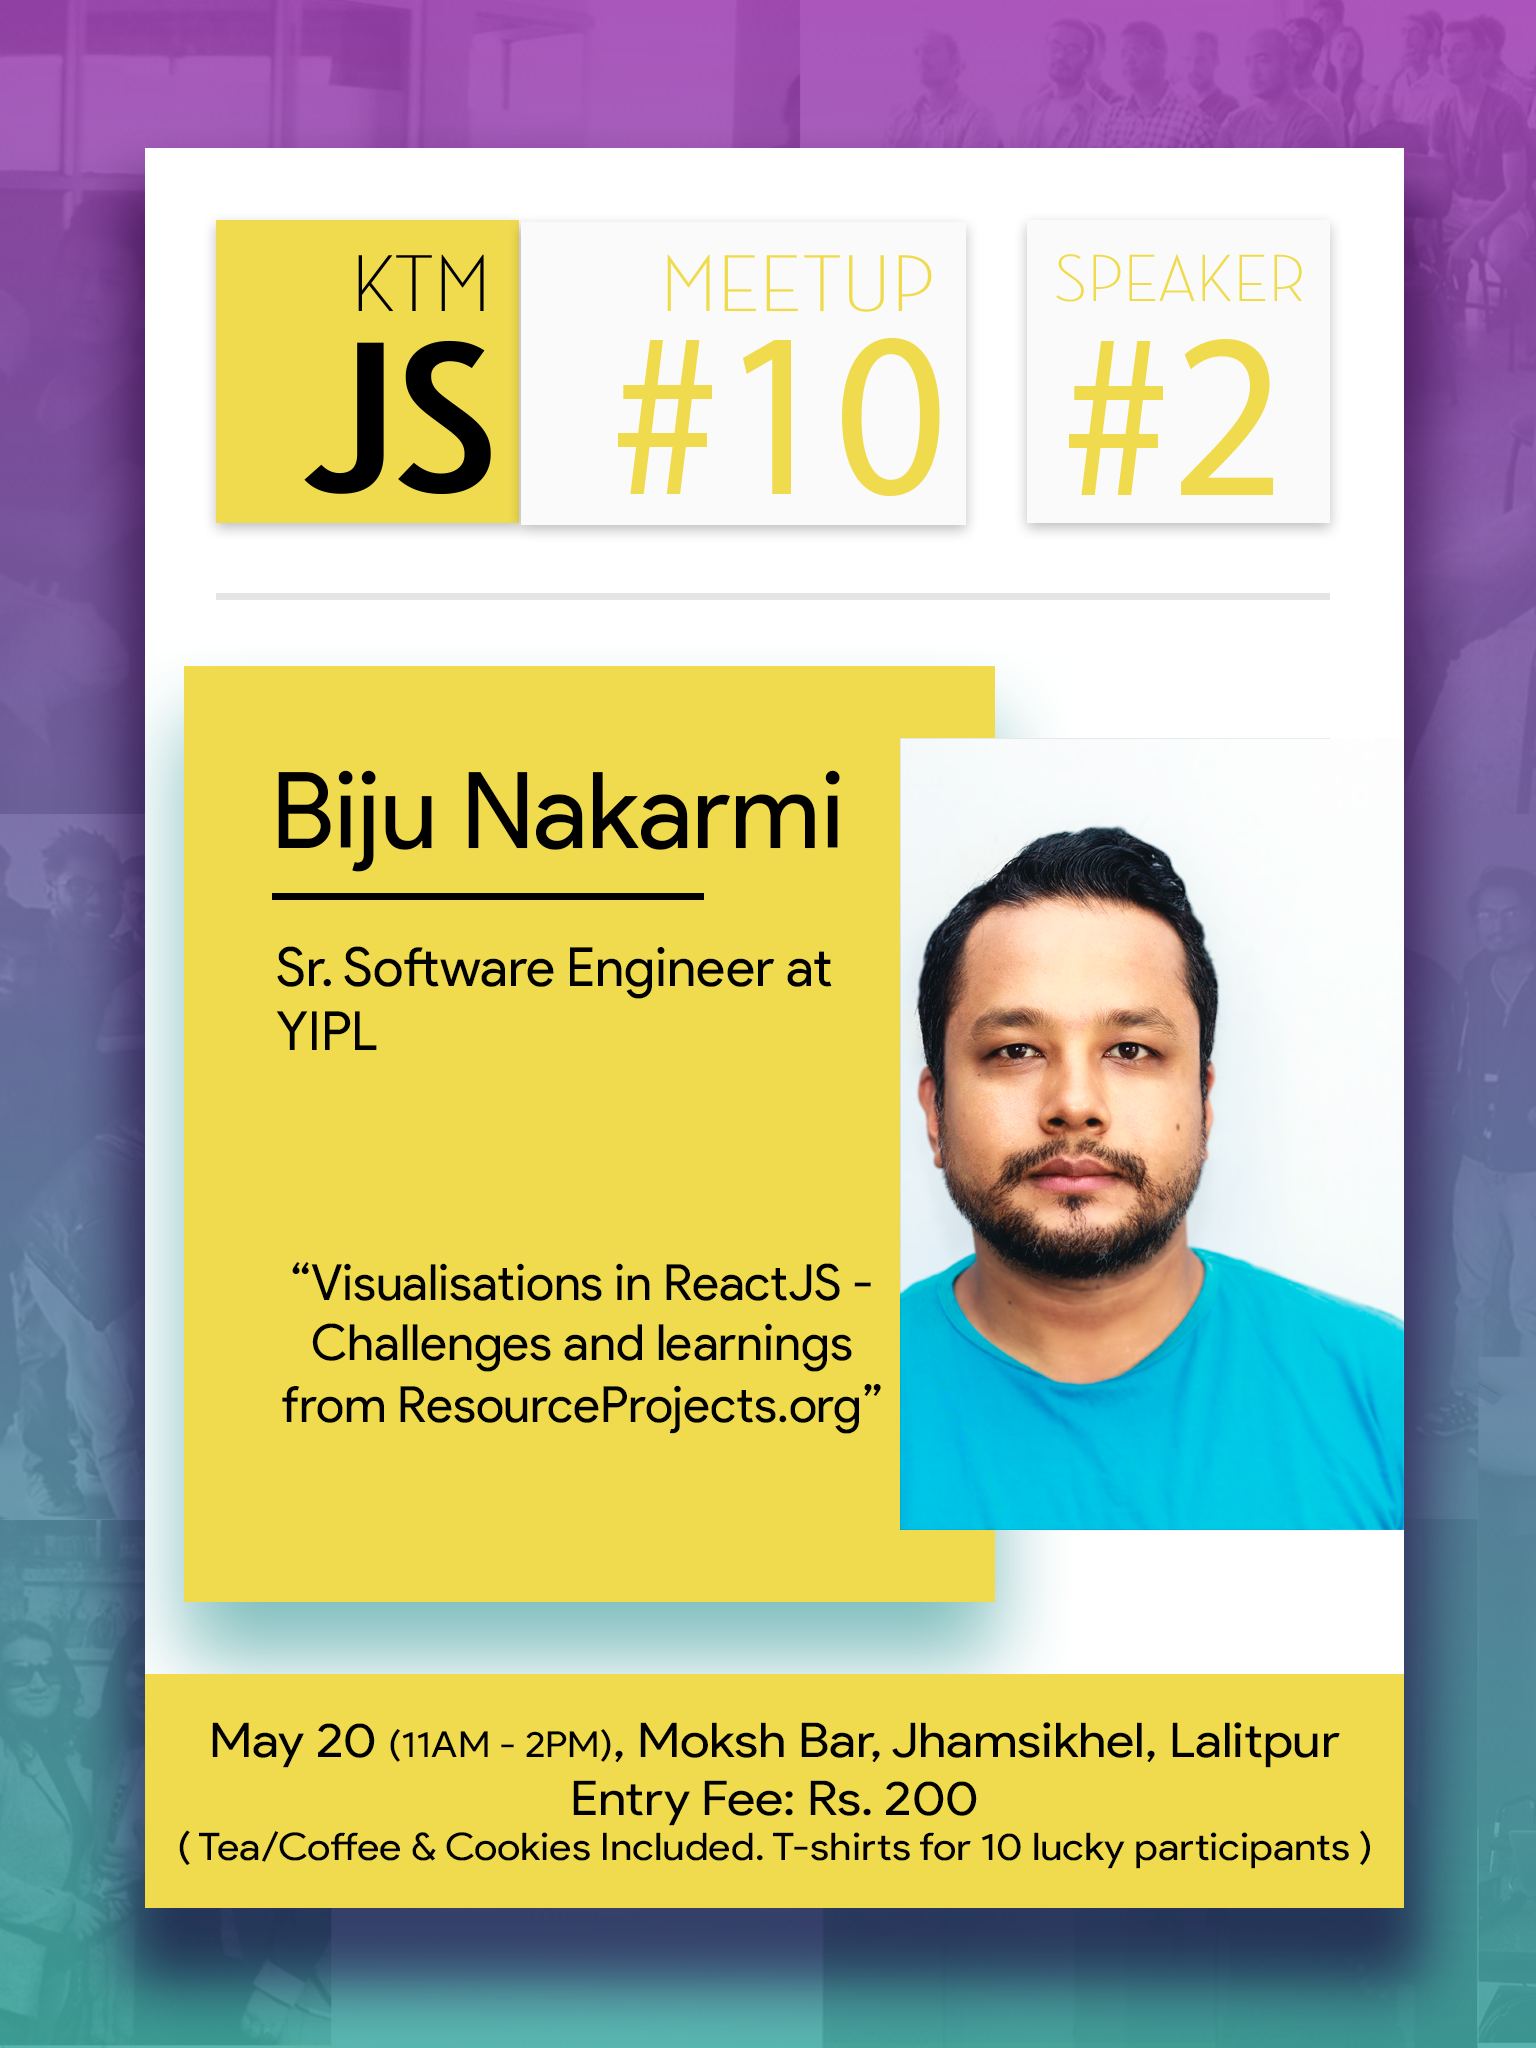 KTM
JS
MEETUP
#10
SPEAKER
#2
Biju Nakarmi
Sr. Software Engineer at
YIPL
“Visualisations in ReactJS -
Challenges and learnings
from ResourceProjects.org”
May 20 (11AM - 2PM), Moksh Bar, Jhamsikhel, Lalitpur
Entry Fee: Rs. 200
( Tea/Coffee & Cookies Included. T-shirts for 10 lucky participants )